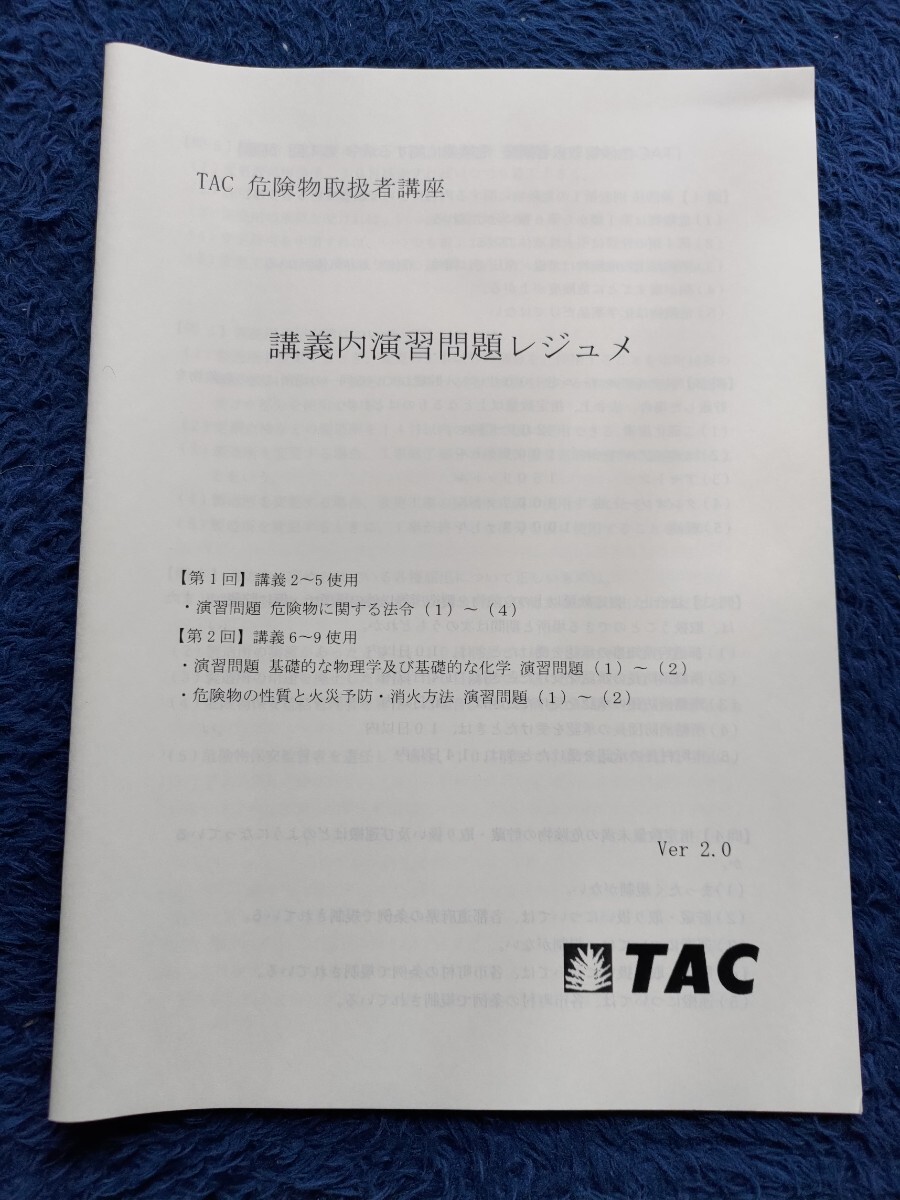 TAC 危険物取扱者講座
講義内演習問題レジュメ
【第1回】講義2～5使用
・演習問題 危険物に関する法令（1）～（4）
【第2回】講義6～9使用
・演習問題 基礎的な物理学及び基礎的な化学 演習問題（1）～（2）
・危険物の性質と火災予防・消火方法 演習問題（1）～（2）
Ver 2.0
TAC